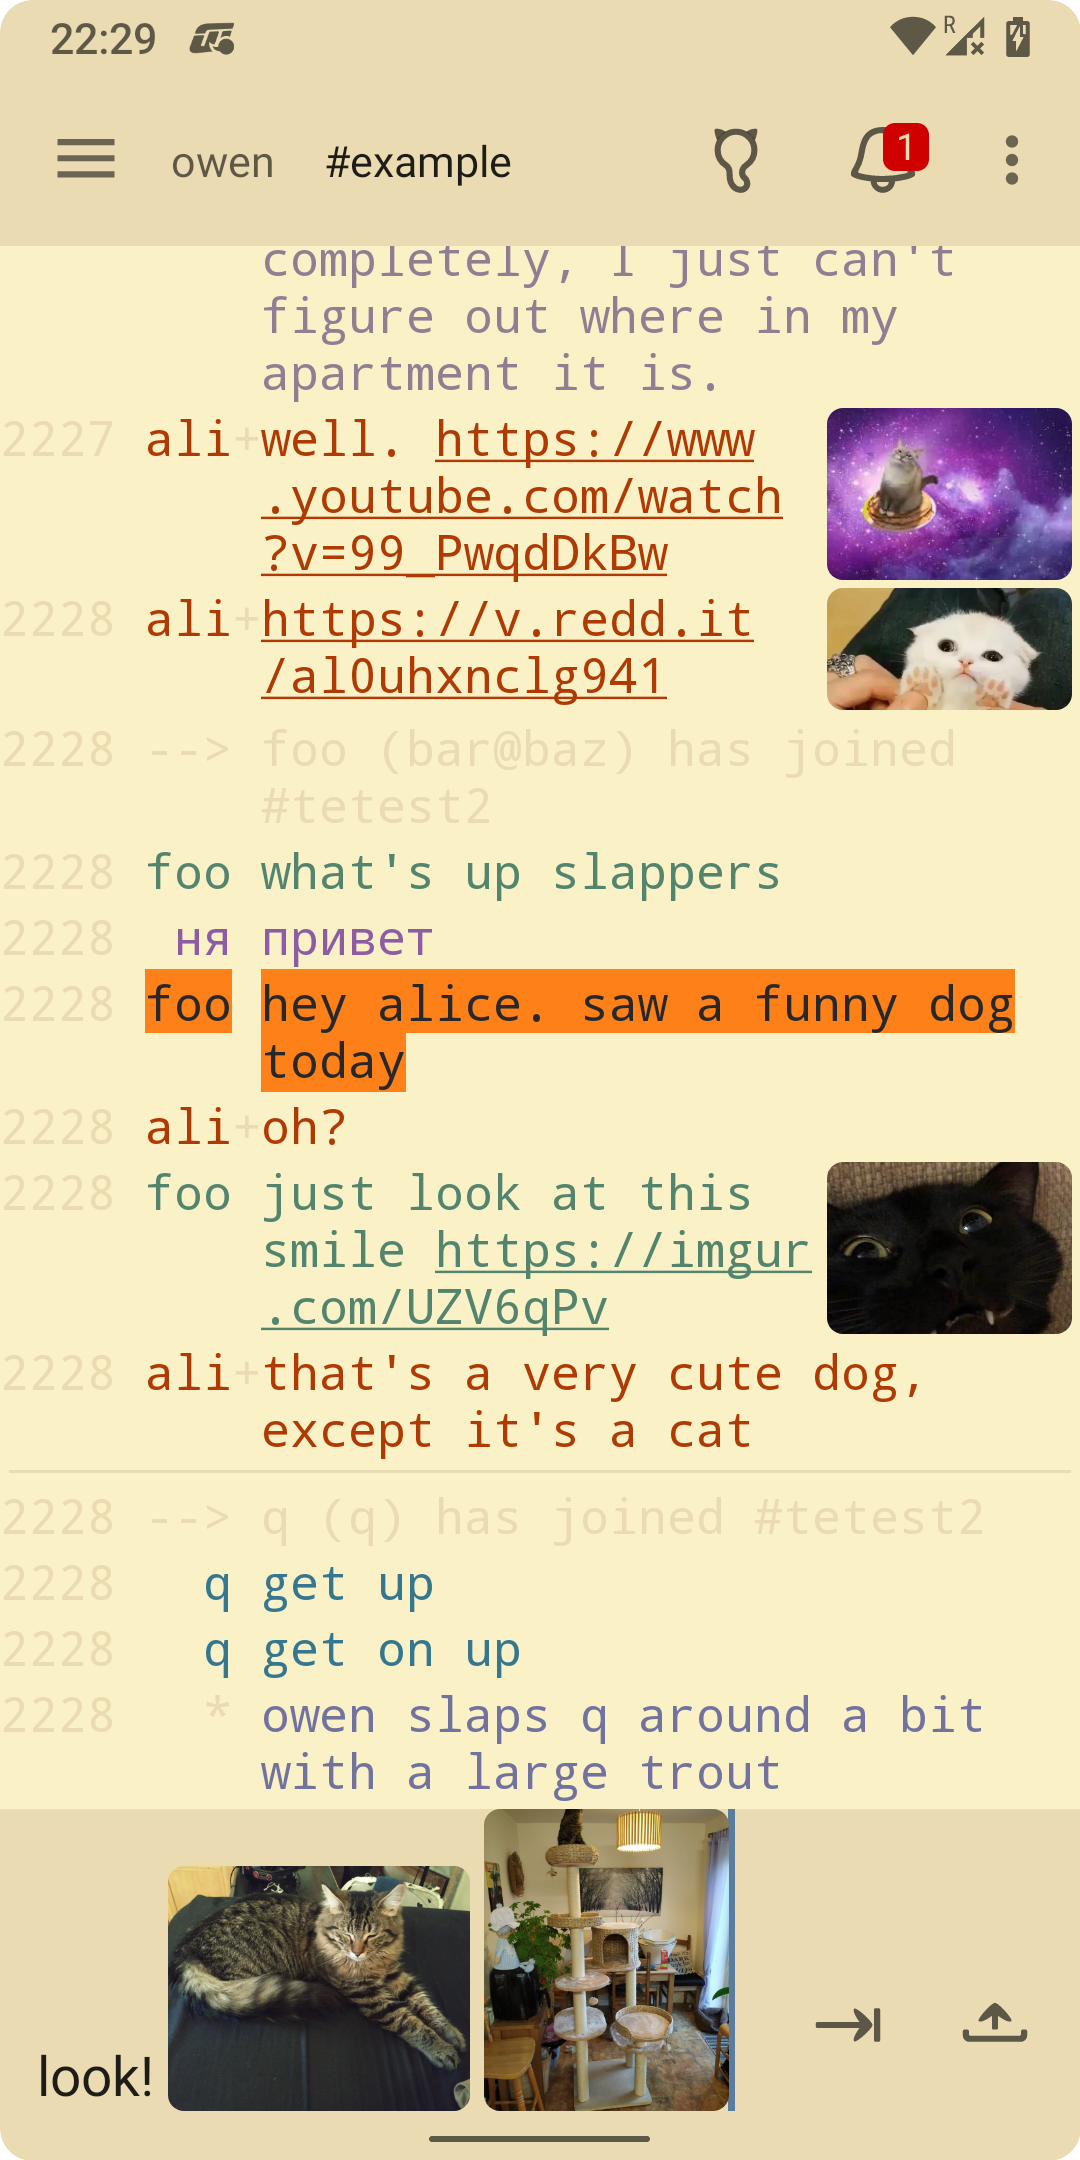 22:29
R
owen #example
1
completely, I just can't
figure out where in my
apartment it is.
2227 ali+well. https://www
.youtube.com/watch
?v=99_PwqdDkBw
2228 ali+https://v.redd.it
/al0uhxnclg941
2228 --> foo (bar@baz) has joined
#tetest2
2228 foo what's up slappers
2228 ня привет
2228 foo hey alice. saw a funny dog
today
2228 ali+oh?
2228 foo just look at this
smile https://imgur
.com/UZV6qPv
2228 ali+that's a very cute dog,
except it's a cat
2228 --> q (q) has joined #tetest2
2228 q get up
2228 q get on up
2228 * owen slaps q around a bit
with a large trout
look!